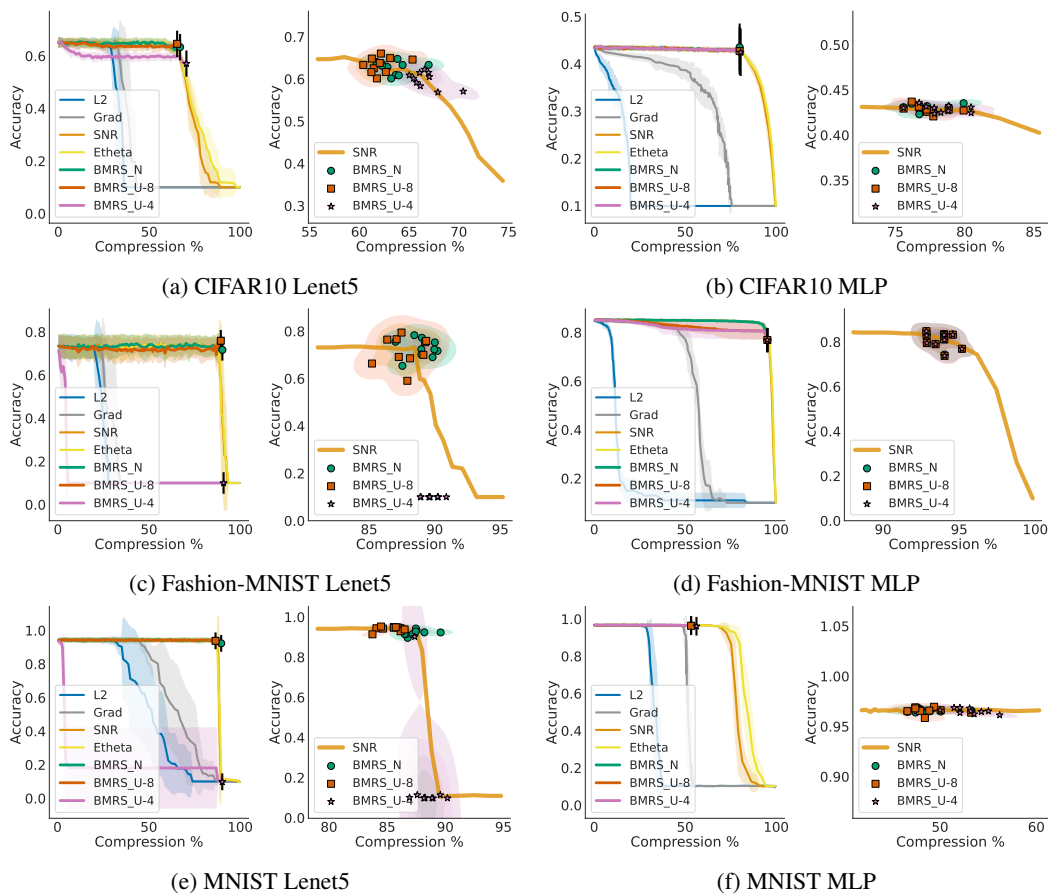 Accuracy
0.6
0.4
0.2
0.0
L2
Grad
SNR
Etheta
BMRS_N
BMRS_U-8
BMRS_U-4
0
50
100
Compression %
Accuracy
0.7
0.6
0.5
0.4
0.3
SNR
BMRS_N
BMRS_U-8
BMRS_U-4
55
60
65
70
75
Compression %
(a) CIFAR10 Lenet5
Accuracy
0.5
0.4
0.3
0.2
0.1
L2
Grad
SNR
Etheta
BMRS_N
BMRS_U-8
BMRS_U-4
0
50
100
Compression %
Accuracy
0.50
0.45
0.40
0.35
SNR
BMRS_N
BMRS_U-8
BMRS_U-4
75
80
85
Compression %
(b) CIFAR10 MLP
Accuracy
0.8
0.6
0.4
0.2
0.0
L2
Grad
SNR
Etheta
BMRS_N
BMRS_U-8
BMRS_U-4
0
50
100
Compression %
Accuracy
0.8
0.6
0.4
0.2
0.0
SNR
BMRS_N
BMRS_U-8
BMRS_U-4
85
90
95
Compression %
(c) Fashion-MNIST Lenet5
Accuracy
0.8
0.6
0.4
0.2
L2
Grad
SNR
Etheta
BMRS_N
BMRS_U-8
BMRS_U-4
0
50
100
Compression %
Accuracy
0.8
0.6
0.4
0.2
0.0
SNR
BMRS_N
BMRS_U-8
BMRS_U-4
90
95
100
Compression %
(d) Fashion-MNIST MLP
Accuracy
1.0
0.8
0.6
0.4
0.2
0.0
L2
Grad
SNR
Etheta
BMRS_N
BMRS_U-8
BMRS_U-4
0
50
100
Compression %
Accuracy
1.0
0.8
0.6
0.4
0.2
0.0
SNR
BMRS_N
BMRS_U-8
BMRS_U-4
80
85
90
95
Compression %
(e) MNIST Lenet5
Accuracy
1.0
0.8
0.6
0.4
0.2
0.0
L2
Grad
SNR
Etheta
BMRS_N
BMRS_U-8
BMRS_U-4
0
50
100
Compression %
Accuracy
1.05
1.00
0.95
0.90
SNR
BMRS_N
BMRS_U-8
BMRS_U-4
50
60
Compression %
(f) MNIST MLP